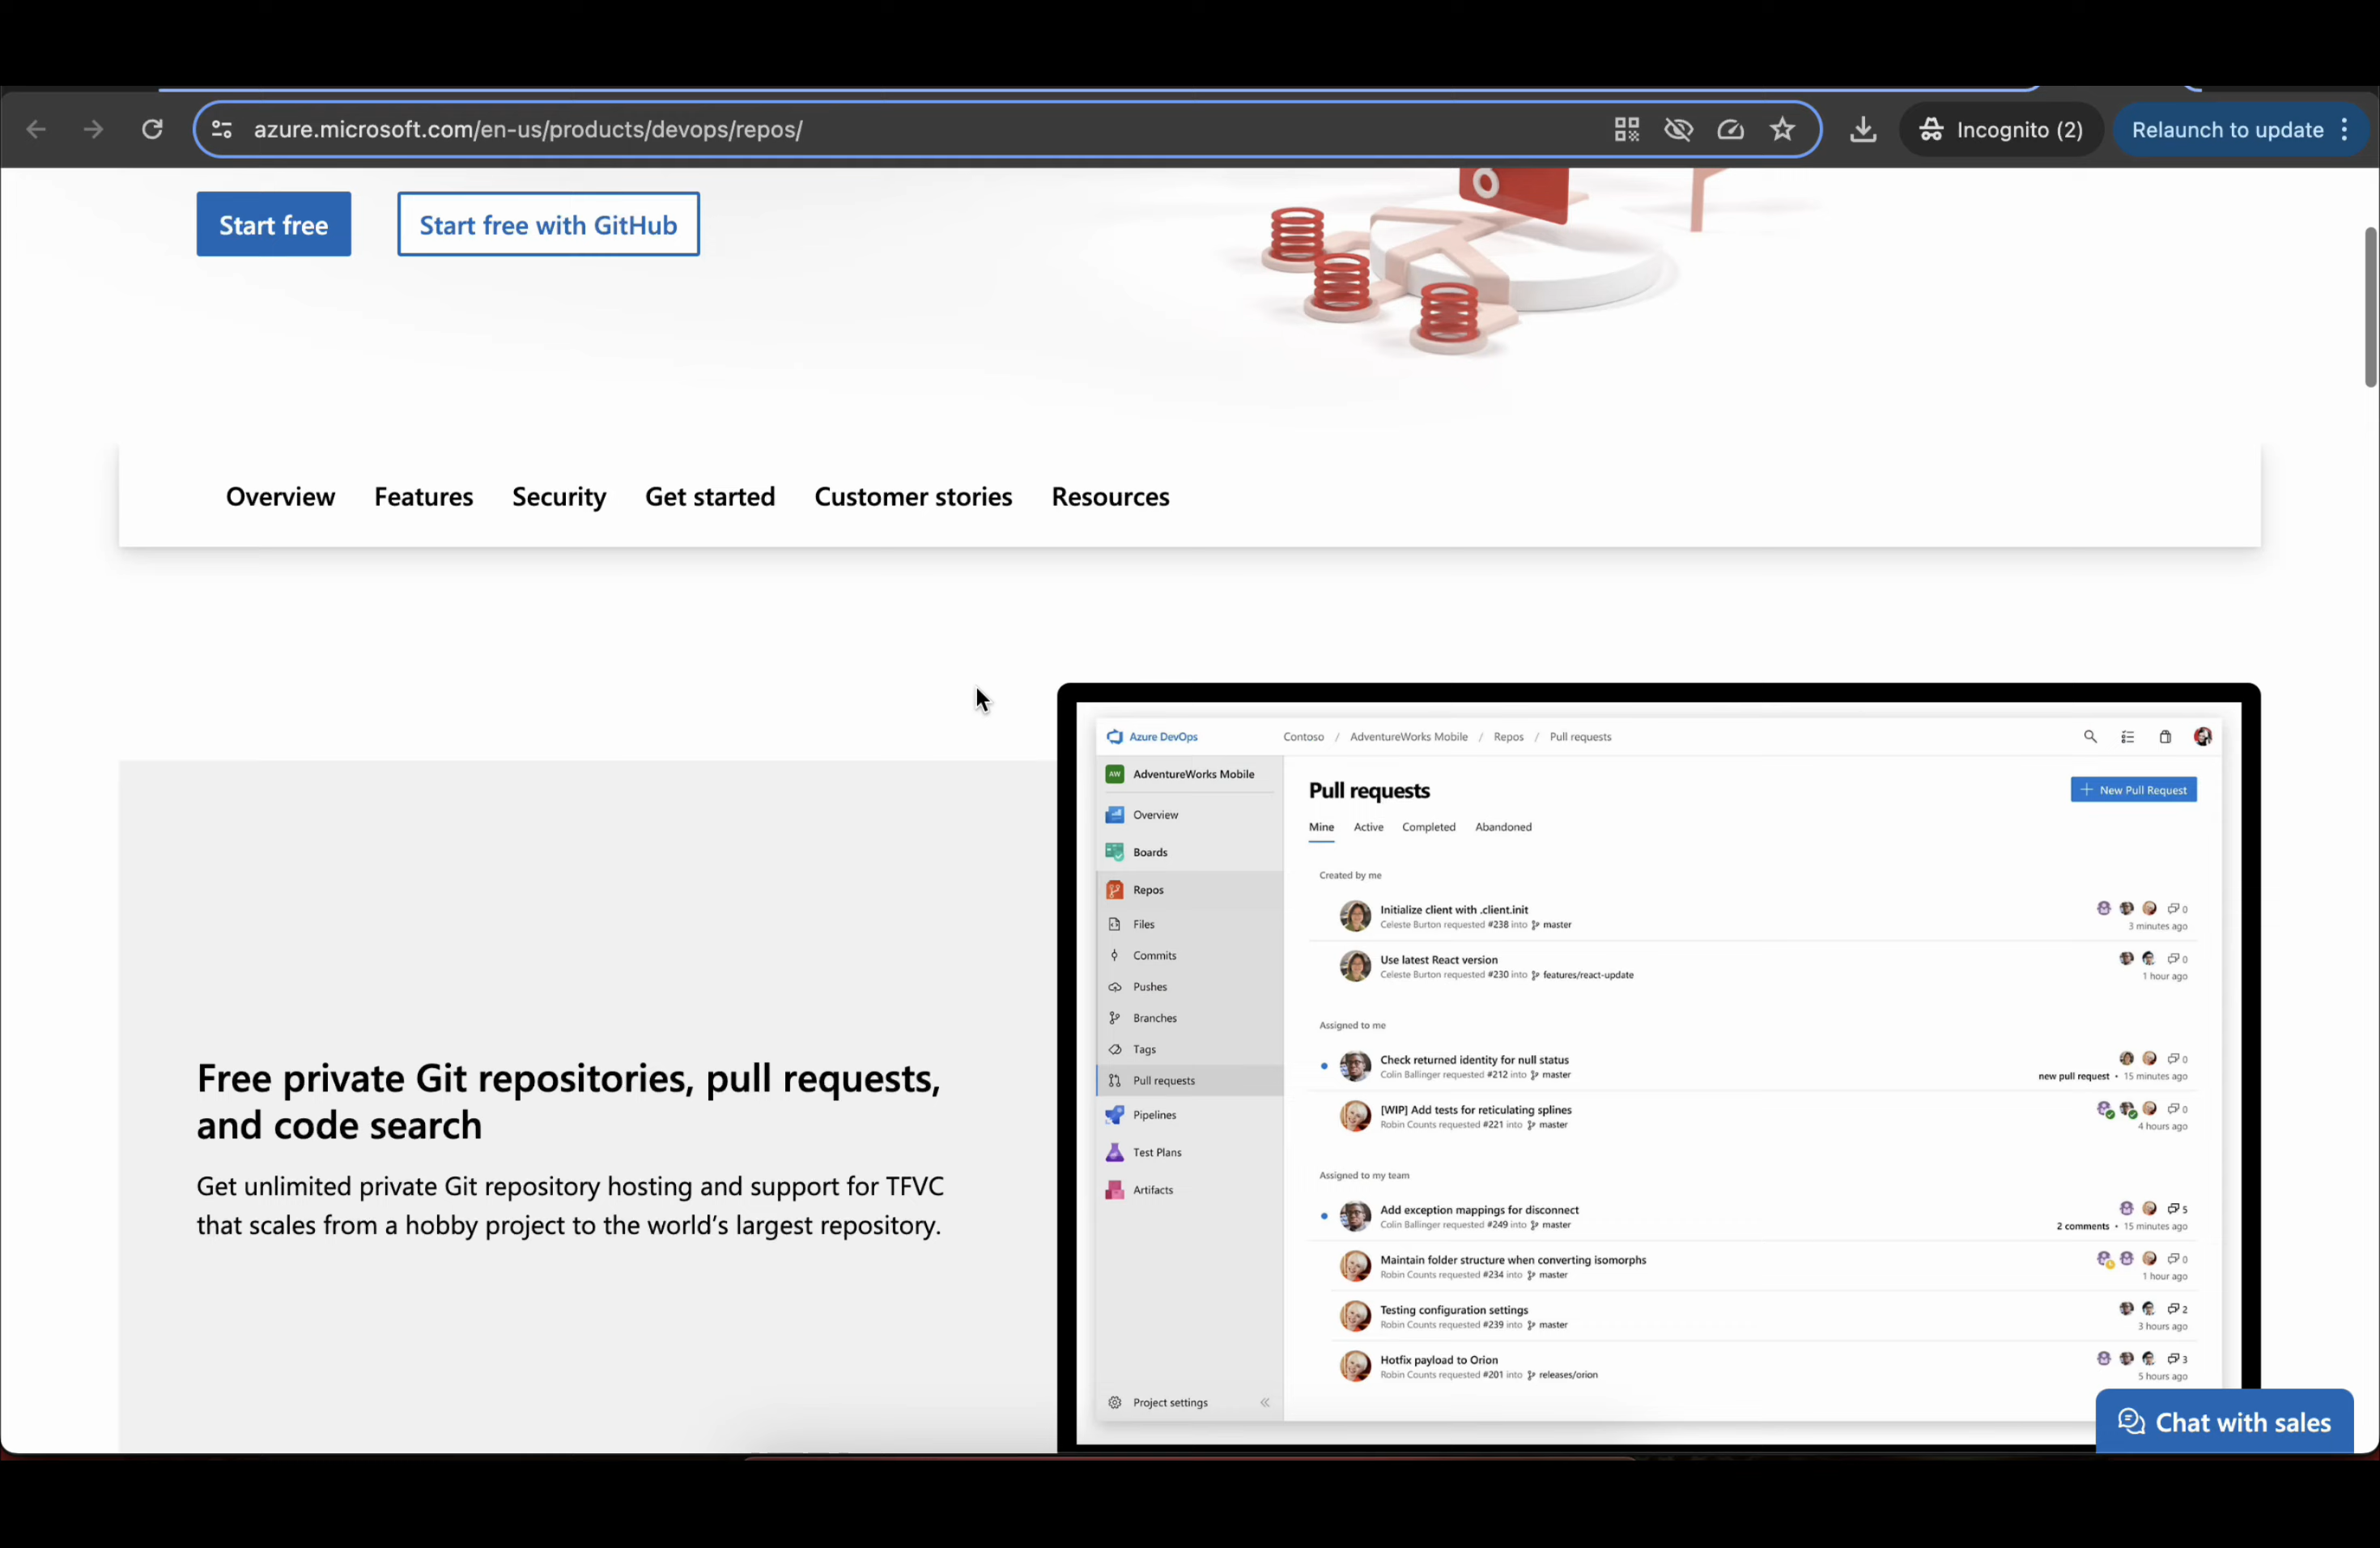 azure.microsoft.com/en-us/products/devops/repos/
Incognito (2)
Relaunch to update
Start free
Start free with GitHub
Overview
Features
Security
Get started
Customer stories
Resources
Free private Git repositories, pull requests,
and code search
Get unlimited private Git repository hosting and support for TFVC
that scales from a hobby project to the world's largest repository.
Azure DevOps
Contoso / AdventureWorks Mobile / Repos / Pull requests
AW AdventureWorks Mobile
Overview
Boards
Repos
Files
Commits
Pushes
Branches
Tags
Pull requests
Pipelines
Test Plans
Artifacts
Project settings
Pull requests
New Pull Request
Mine Active Completed Abandoned
Created by me
Initialize client with .client.init
0
Celeste Burton requested #238 into master
3 minutes ago
Use latest React version
0
Celeste Burton requested #230 into features/react-update
1 hour ago
Assigned to me
Check returned identity for null status
0
Colin Ballinger requested #212 into master
new pull request • 15 minutes ago
[WIP] Add tests for reticulating splines
0
Robin Counts requested #221 into master
4 hours ago
Assigned to my team
Add exception mappings for disconnect
5
Colin Ballinger requested #249 into master
2 comments • 15 minutes ago
Maintain folder structure when converting isomorphs
0
Robin Counts requested #234 into master
1 hour ago
Testing configuration settings
2
Robin Counts requested #239 into master
3 hours ago
Hotfix payload to Orion
3
Robin Counts requested #201 into releases/orion
5 hours ago
Chat with sales